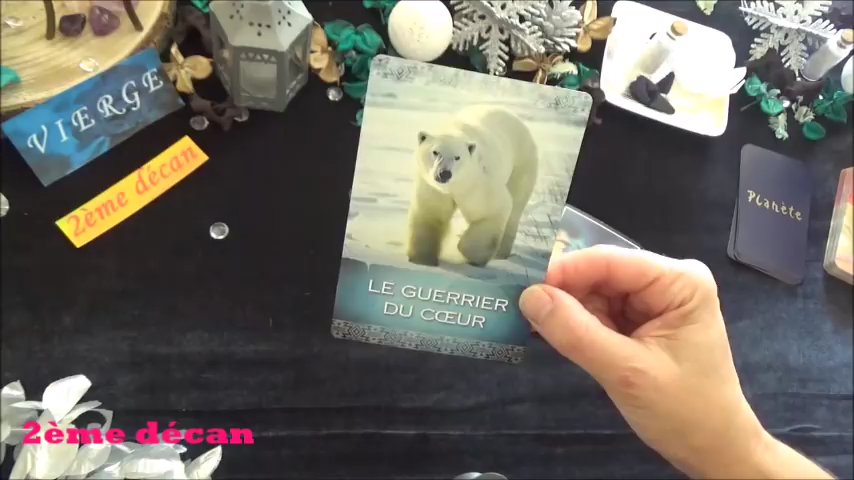 VIERGE
2ème décan
Planète
LE GUERRIER
DU CŒUR
2ème décan